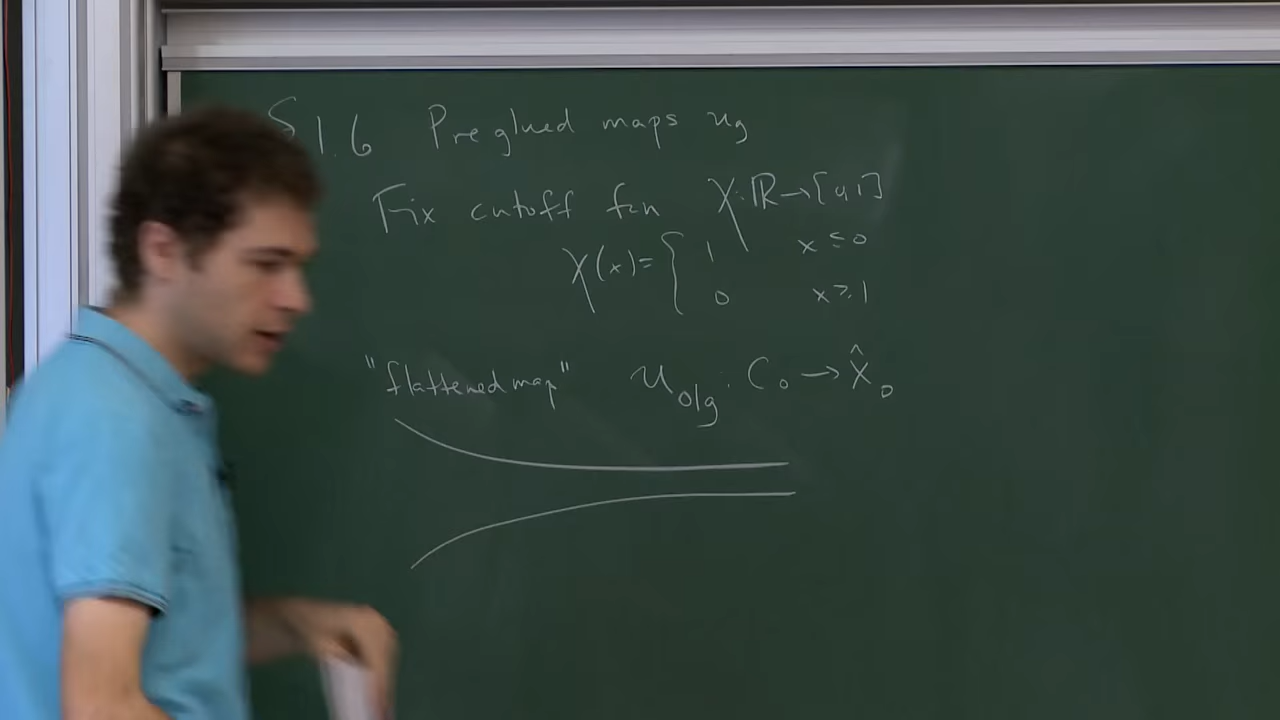 §1.6 Preglued maps u_g
Fix cutoff fcn χ: ℝ → [0,1]
χ(x) = { 1 x ≤ 0
0 x ≥ 1
"flattened map" u_{0|g} : C_0 → X̂_0